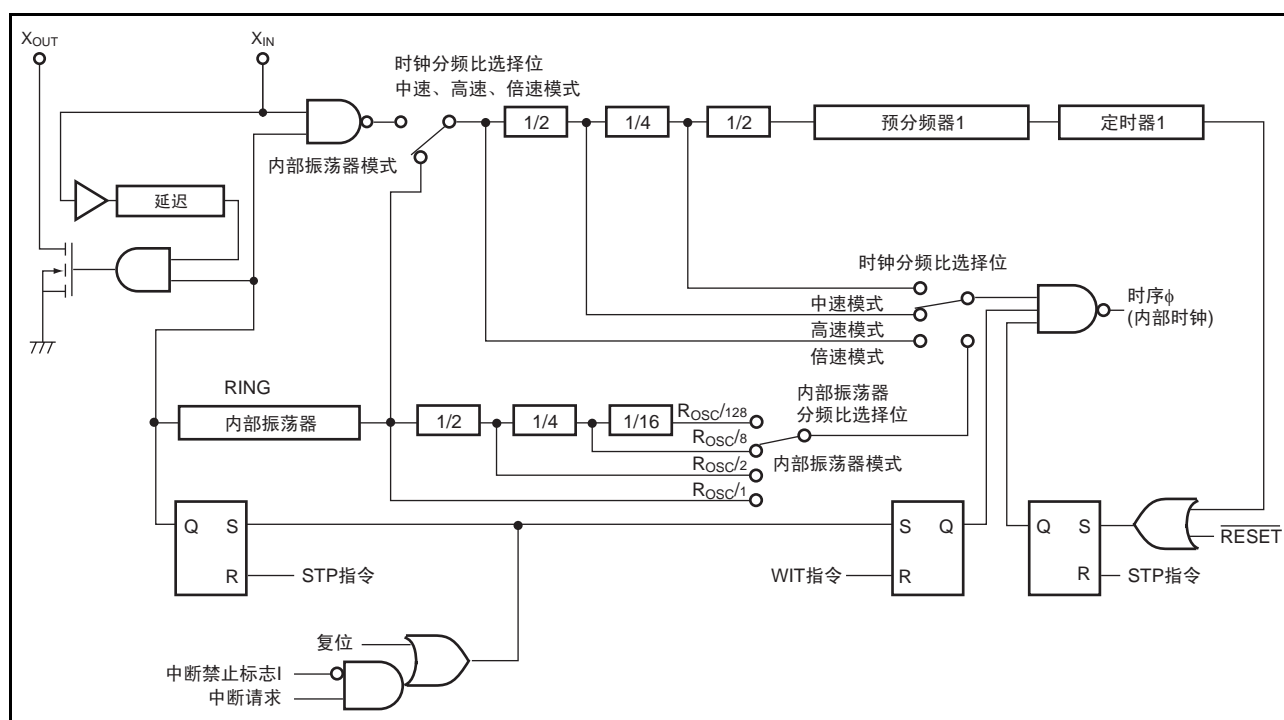 XOUT
XIN
时钟分频比选择位
中速、高速、倍速模式
1/2
1/4
1/2
预分频器1
定时器1
内部振荡器模式
延迟
时钟分频比选择位
中速模式
高速模式
倍速模式
时序ϕ
(内部时钟)
RING
内部振荡器
1/2
1/4
1/16
ROSC/128
ROSC/8
ROSC/2
ROSC/1
内部振荡器
分频比选择位
内部振荡器模式
Q S
R
STP指令
S Q
R
WIT指令
Q S
R
STP指令
RESET
复位
中断禁止标志I
中断请求